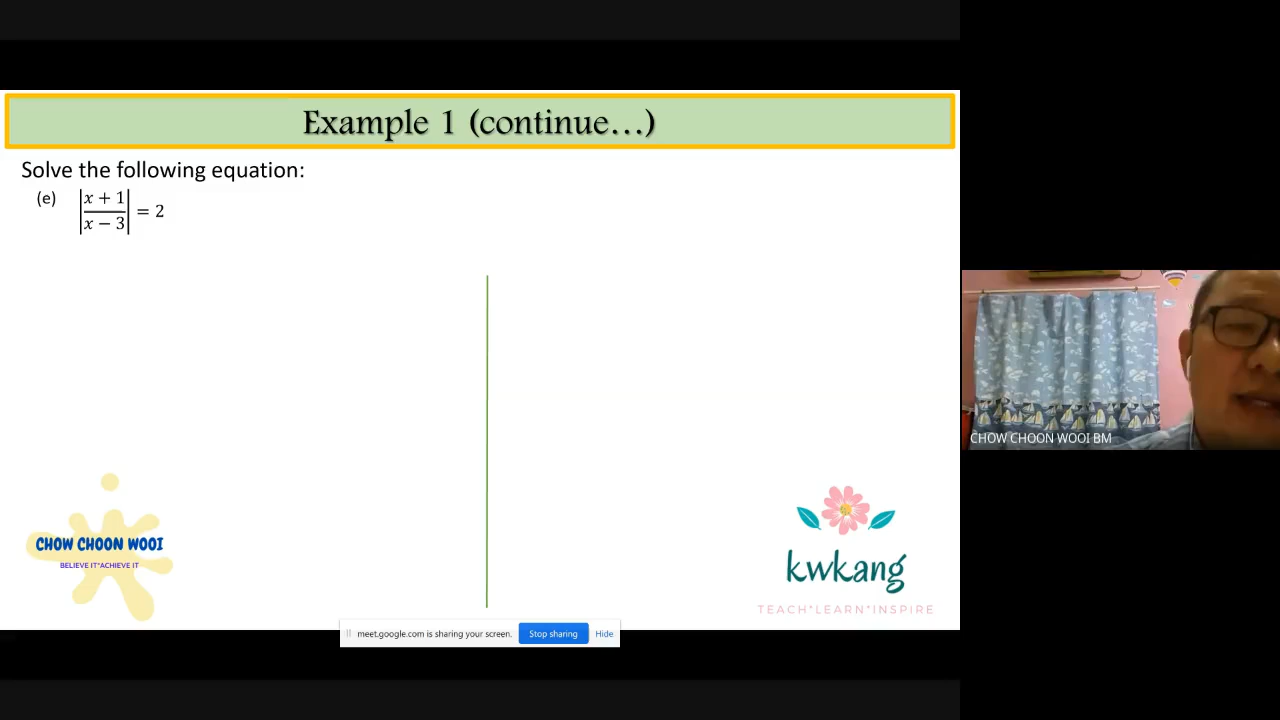 Example 1 (continue...)
Solve the following equation:
(e) |x + 1 / x − 3| = 2
CHOW CHOON WOOI BM
CHOW CHOON WOOI
BELIEVE IT*ACHIEVE IT
kwkang
TEACH*LEARN*INSPIRE
meet.google.com is sharing your screen. Stop sharing Hide